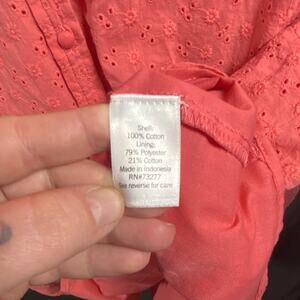 Shell:
100% Cotton
Lining:
79% Polyester
21% Cotton
Made in Indonesia
RN#73277
See reverse for care